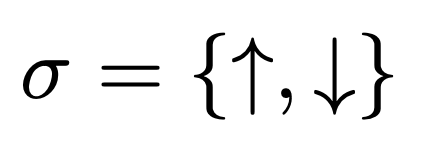 σ = {↑, ↓}